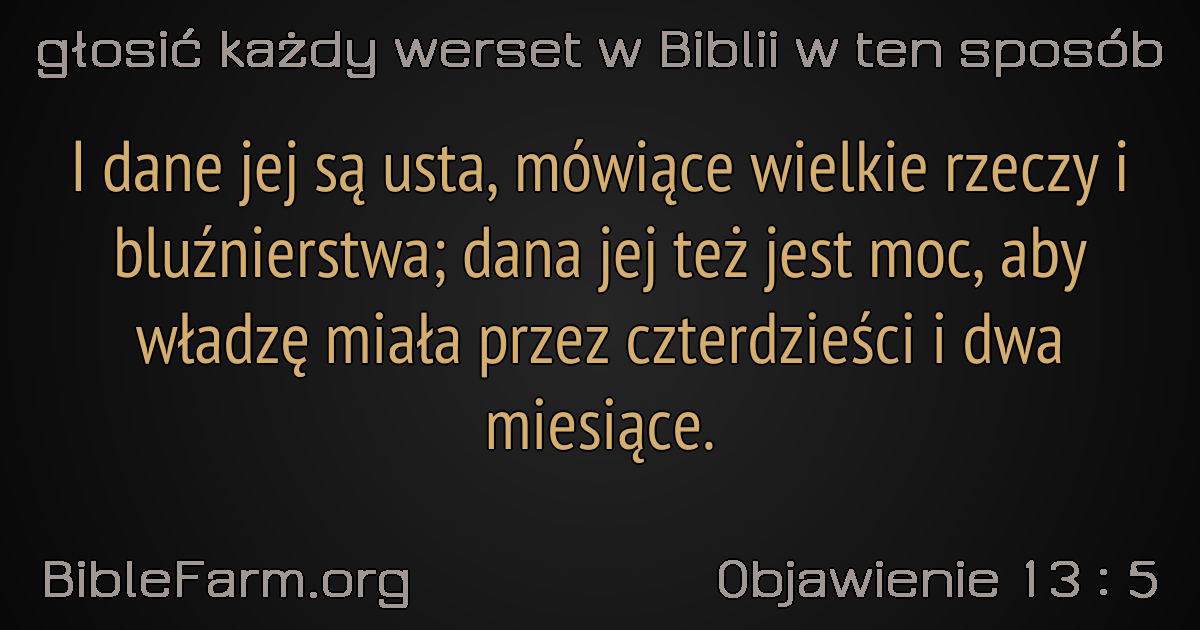 głosić każdy werset w Biblii w ten sposób
I dane jej są usta, mówiące wielkie rzeczy i
bluźnierstwa; dana jej też jest moc, aby
władzę miała przez czterdzieści i dwa
miesiące.
BibleFarm.org
Objawienie 13 : 5